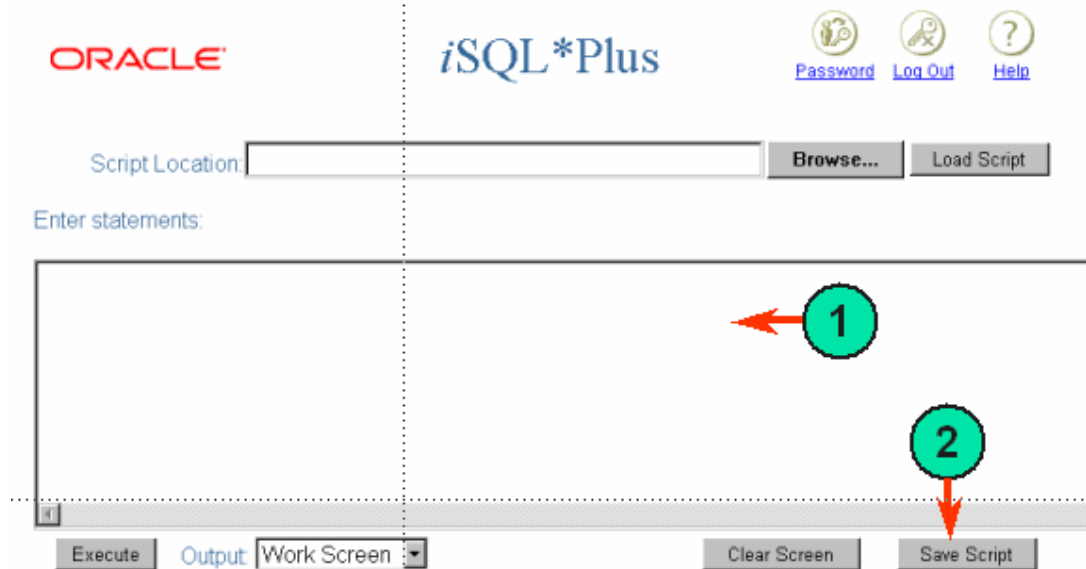 ORACLE
iSQL*Plus
Password Log Out Help
Script Location: Browse... Load Script
Enter statements:
1
2
Execute Output: Work Screen Clear Screen Save Script